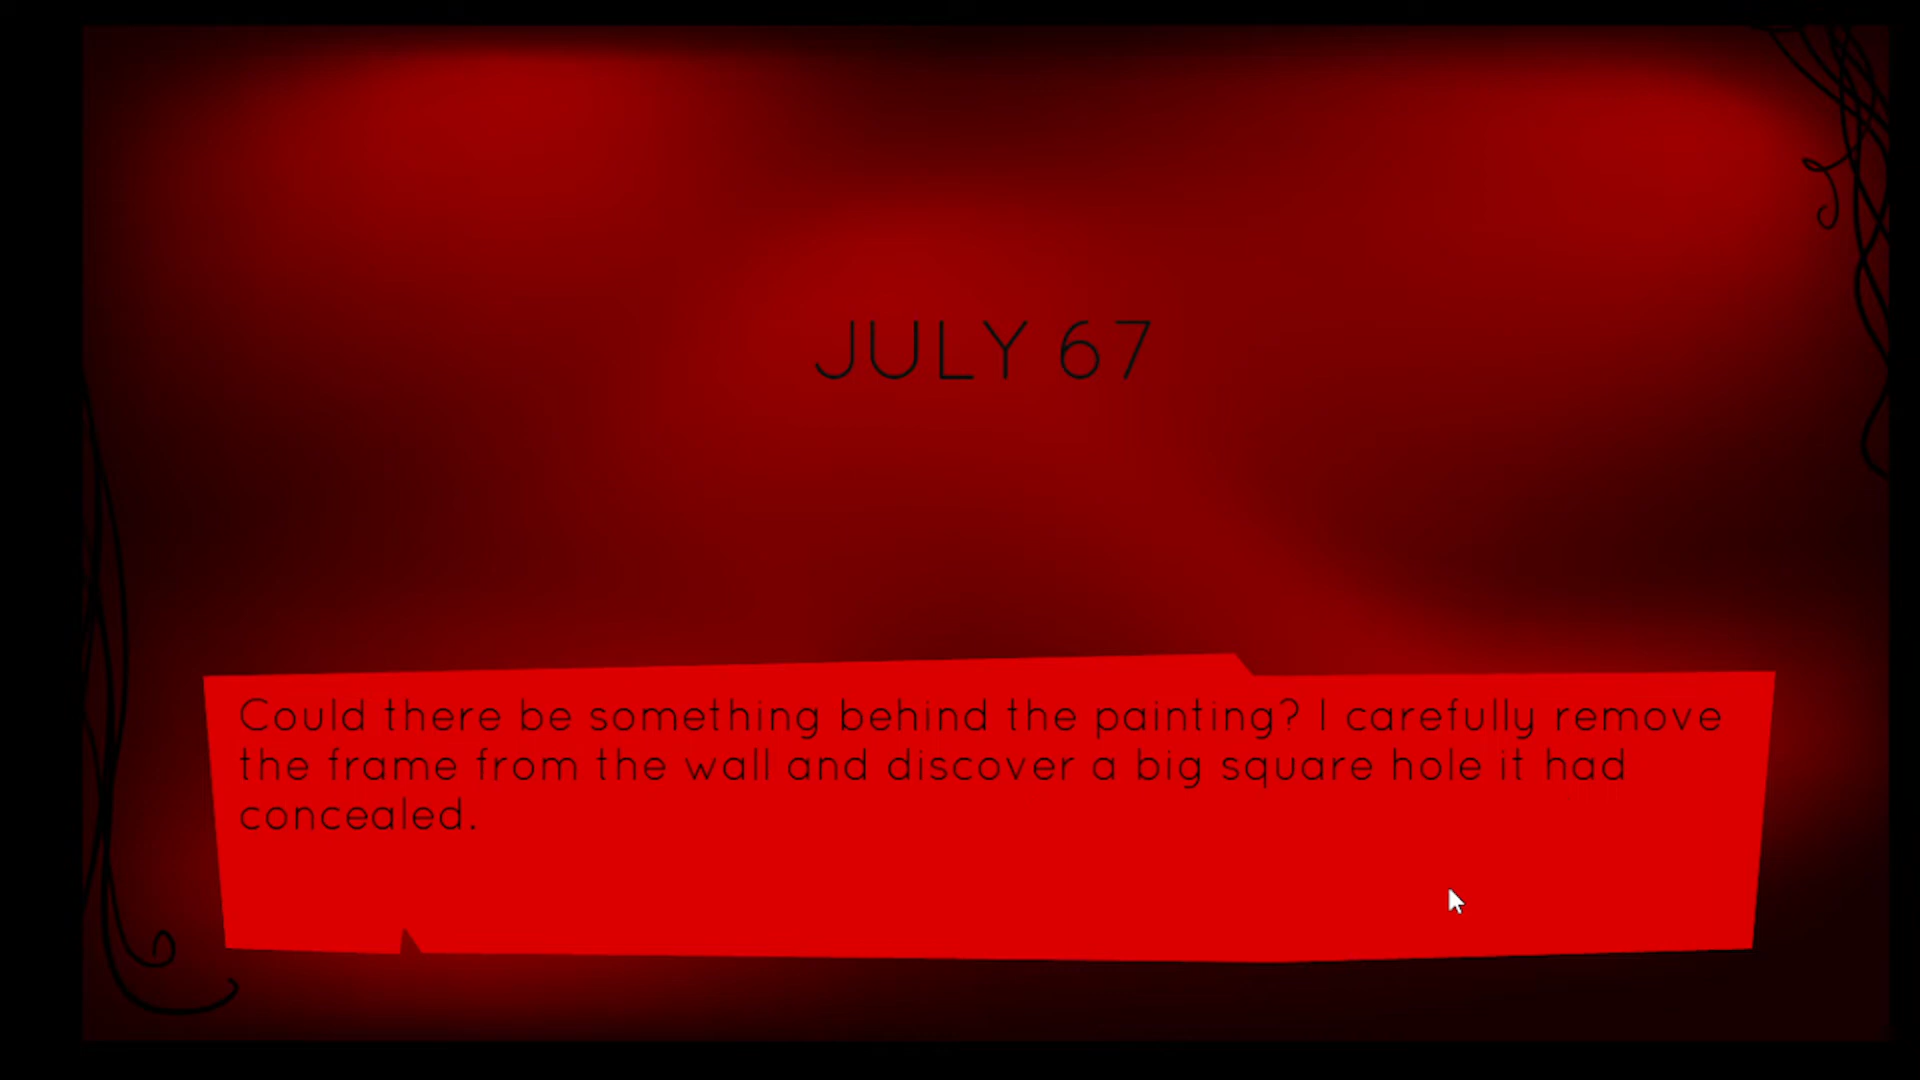 JULY 67
Could there be something behind the painting? I carefully remove
the frame from the wall and discover a big square hole it had
concealed.